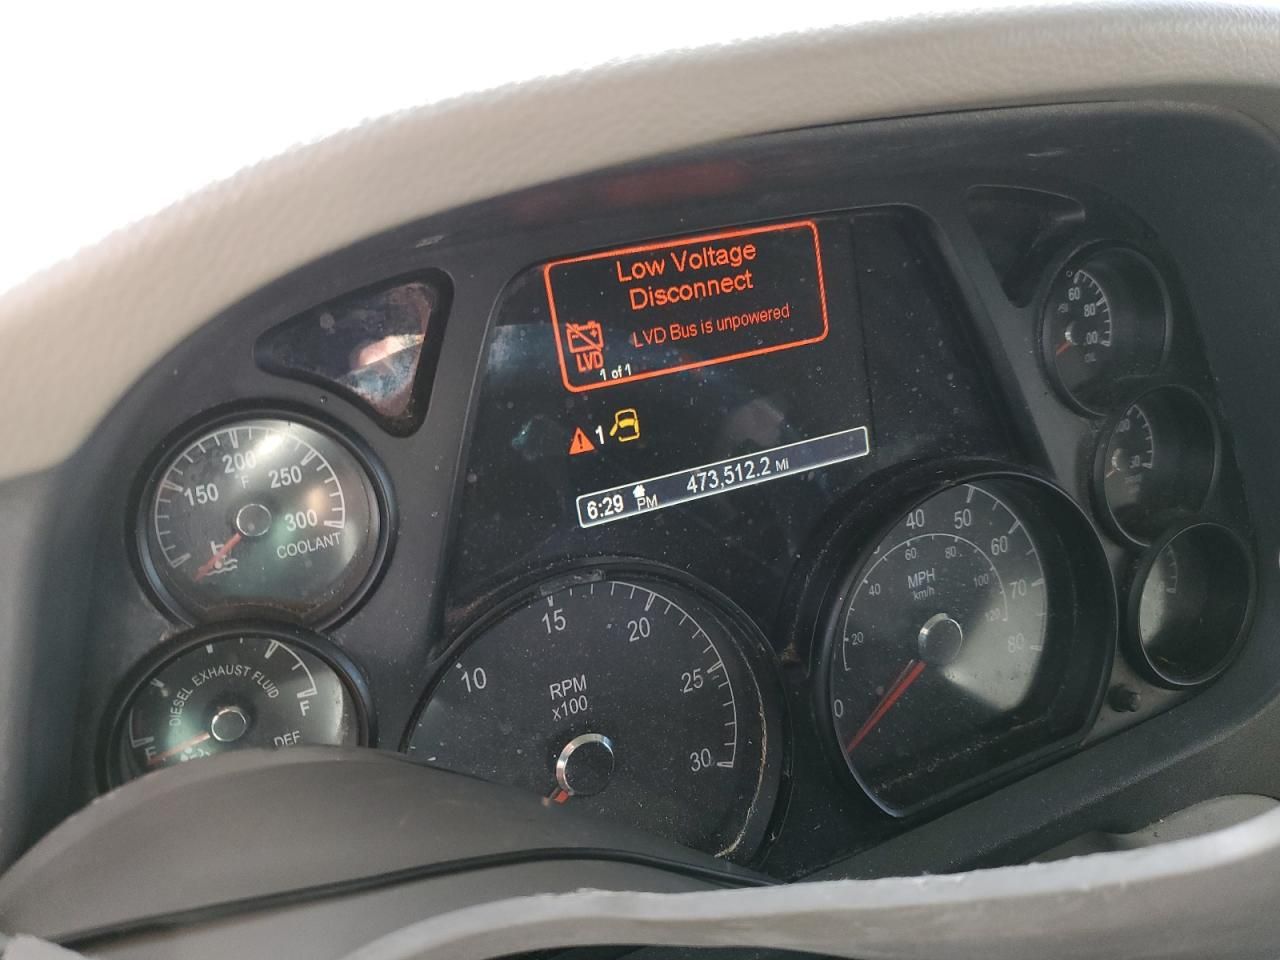 Low Voltage
Disconnect
LVD Bus is unpowered
LVD
1 of 1
1
6:29 PM 473,512.2 Mi
150
200
250
300
°F
COOLANT
DIESEL EXHAUST FLUID
E
F
DEF
10
15
20
25
30
RPM
x100
0
40
50
60
70
80
20
40
60
80
100
120
MPH
km/h
60
80
OIL